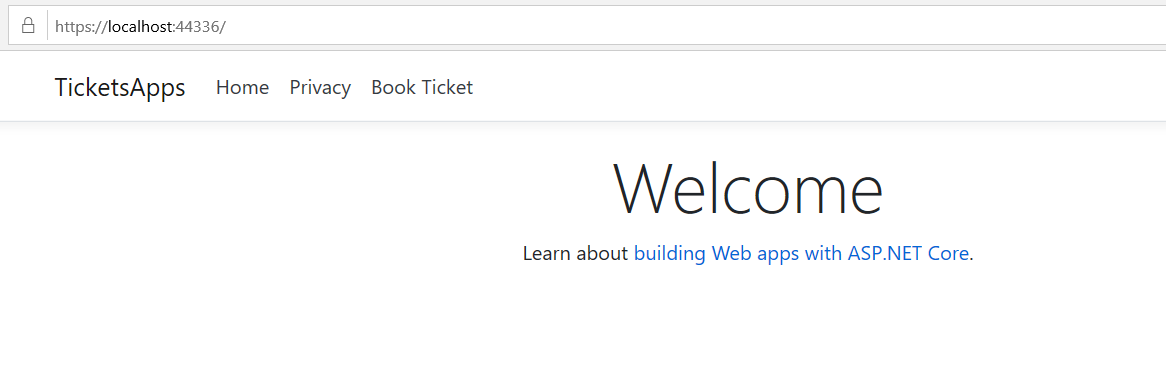 https://localhost:44336/
TicketsApps Home Privacy Book Ticket
Welcome
Learn about building Web apps with ASP.NET Core.